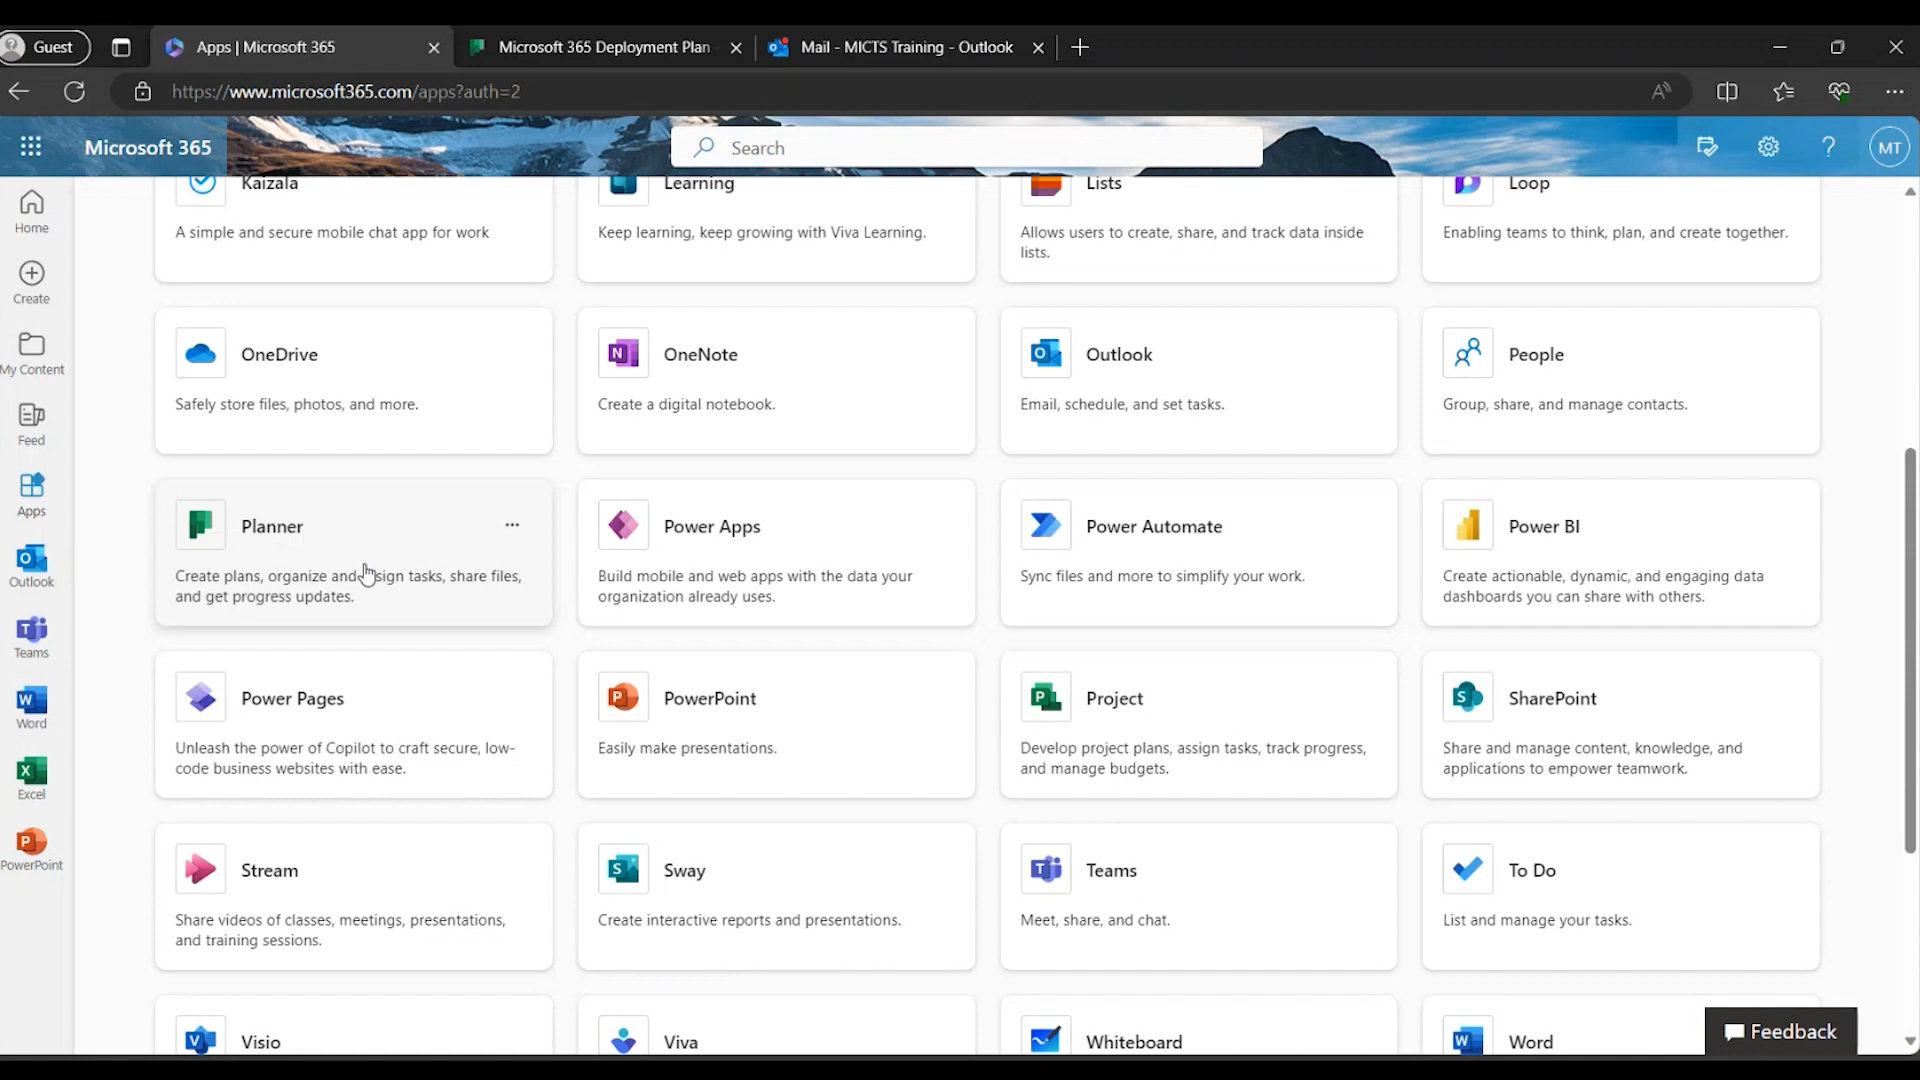 Guest
Apps | Microsoft 365
Microsoft 365 Deployment Plan
Mail - MICTS Training - Outlook
https://www.microsoft365.com/apps?auth=2
Microsoft 365
Search
MT
Home
Create
My Content
Feed
Apps
Outlook
Teams
Word
Excel
PowerPoint
Kaizala
A simple and secure mobile chat app for work
Learning
Keep learning, keep growing with Viva Learning.
Lists
Allows users to create, share, and track data inside
lists.
Loop
Enabling teams to think, plan, and create together.
OneDrive
Safely store files, photos, and more.
OneNote
Create a digital notebook.
Outlook
Email, schedule, and set tasks.
People
Group, share, and manage contacts.
Planner
Create plans, organize and sign tasks, share files,
and get progress updates.
Power Apps
Build mobile and web apps with the data your
organization already uses.
Power Automate
Sync files and more to simplify your work.
Power BI
Create actionable, dynamic, and engaging data
dashboards you can share with others.
Power Pages
Unleash the power of Copilot to craft secure, low-
code business websites with ease.
PowerPoint
Easily make presentations.
Project
Develop project plans, assign tasks, track progress,
and manage budgets.
SharePoint
Share and manage content, knowledge, and
applications to empower teamwork.
Stream
Share videos of classes, meetings, presentations,
and training sessions.
Sway
Create interactive reports and presentations.
Teams
Meet, share, and chat.
To Do
List and manage your tasks.
Visio
Viva
Whiteboard
Word
Feedback